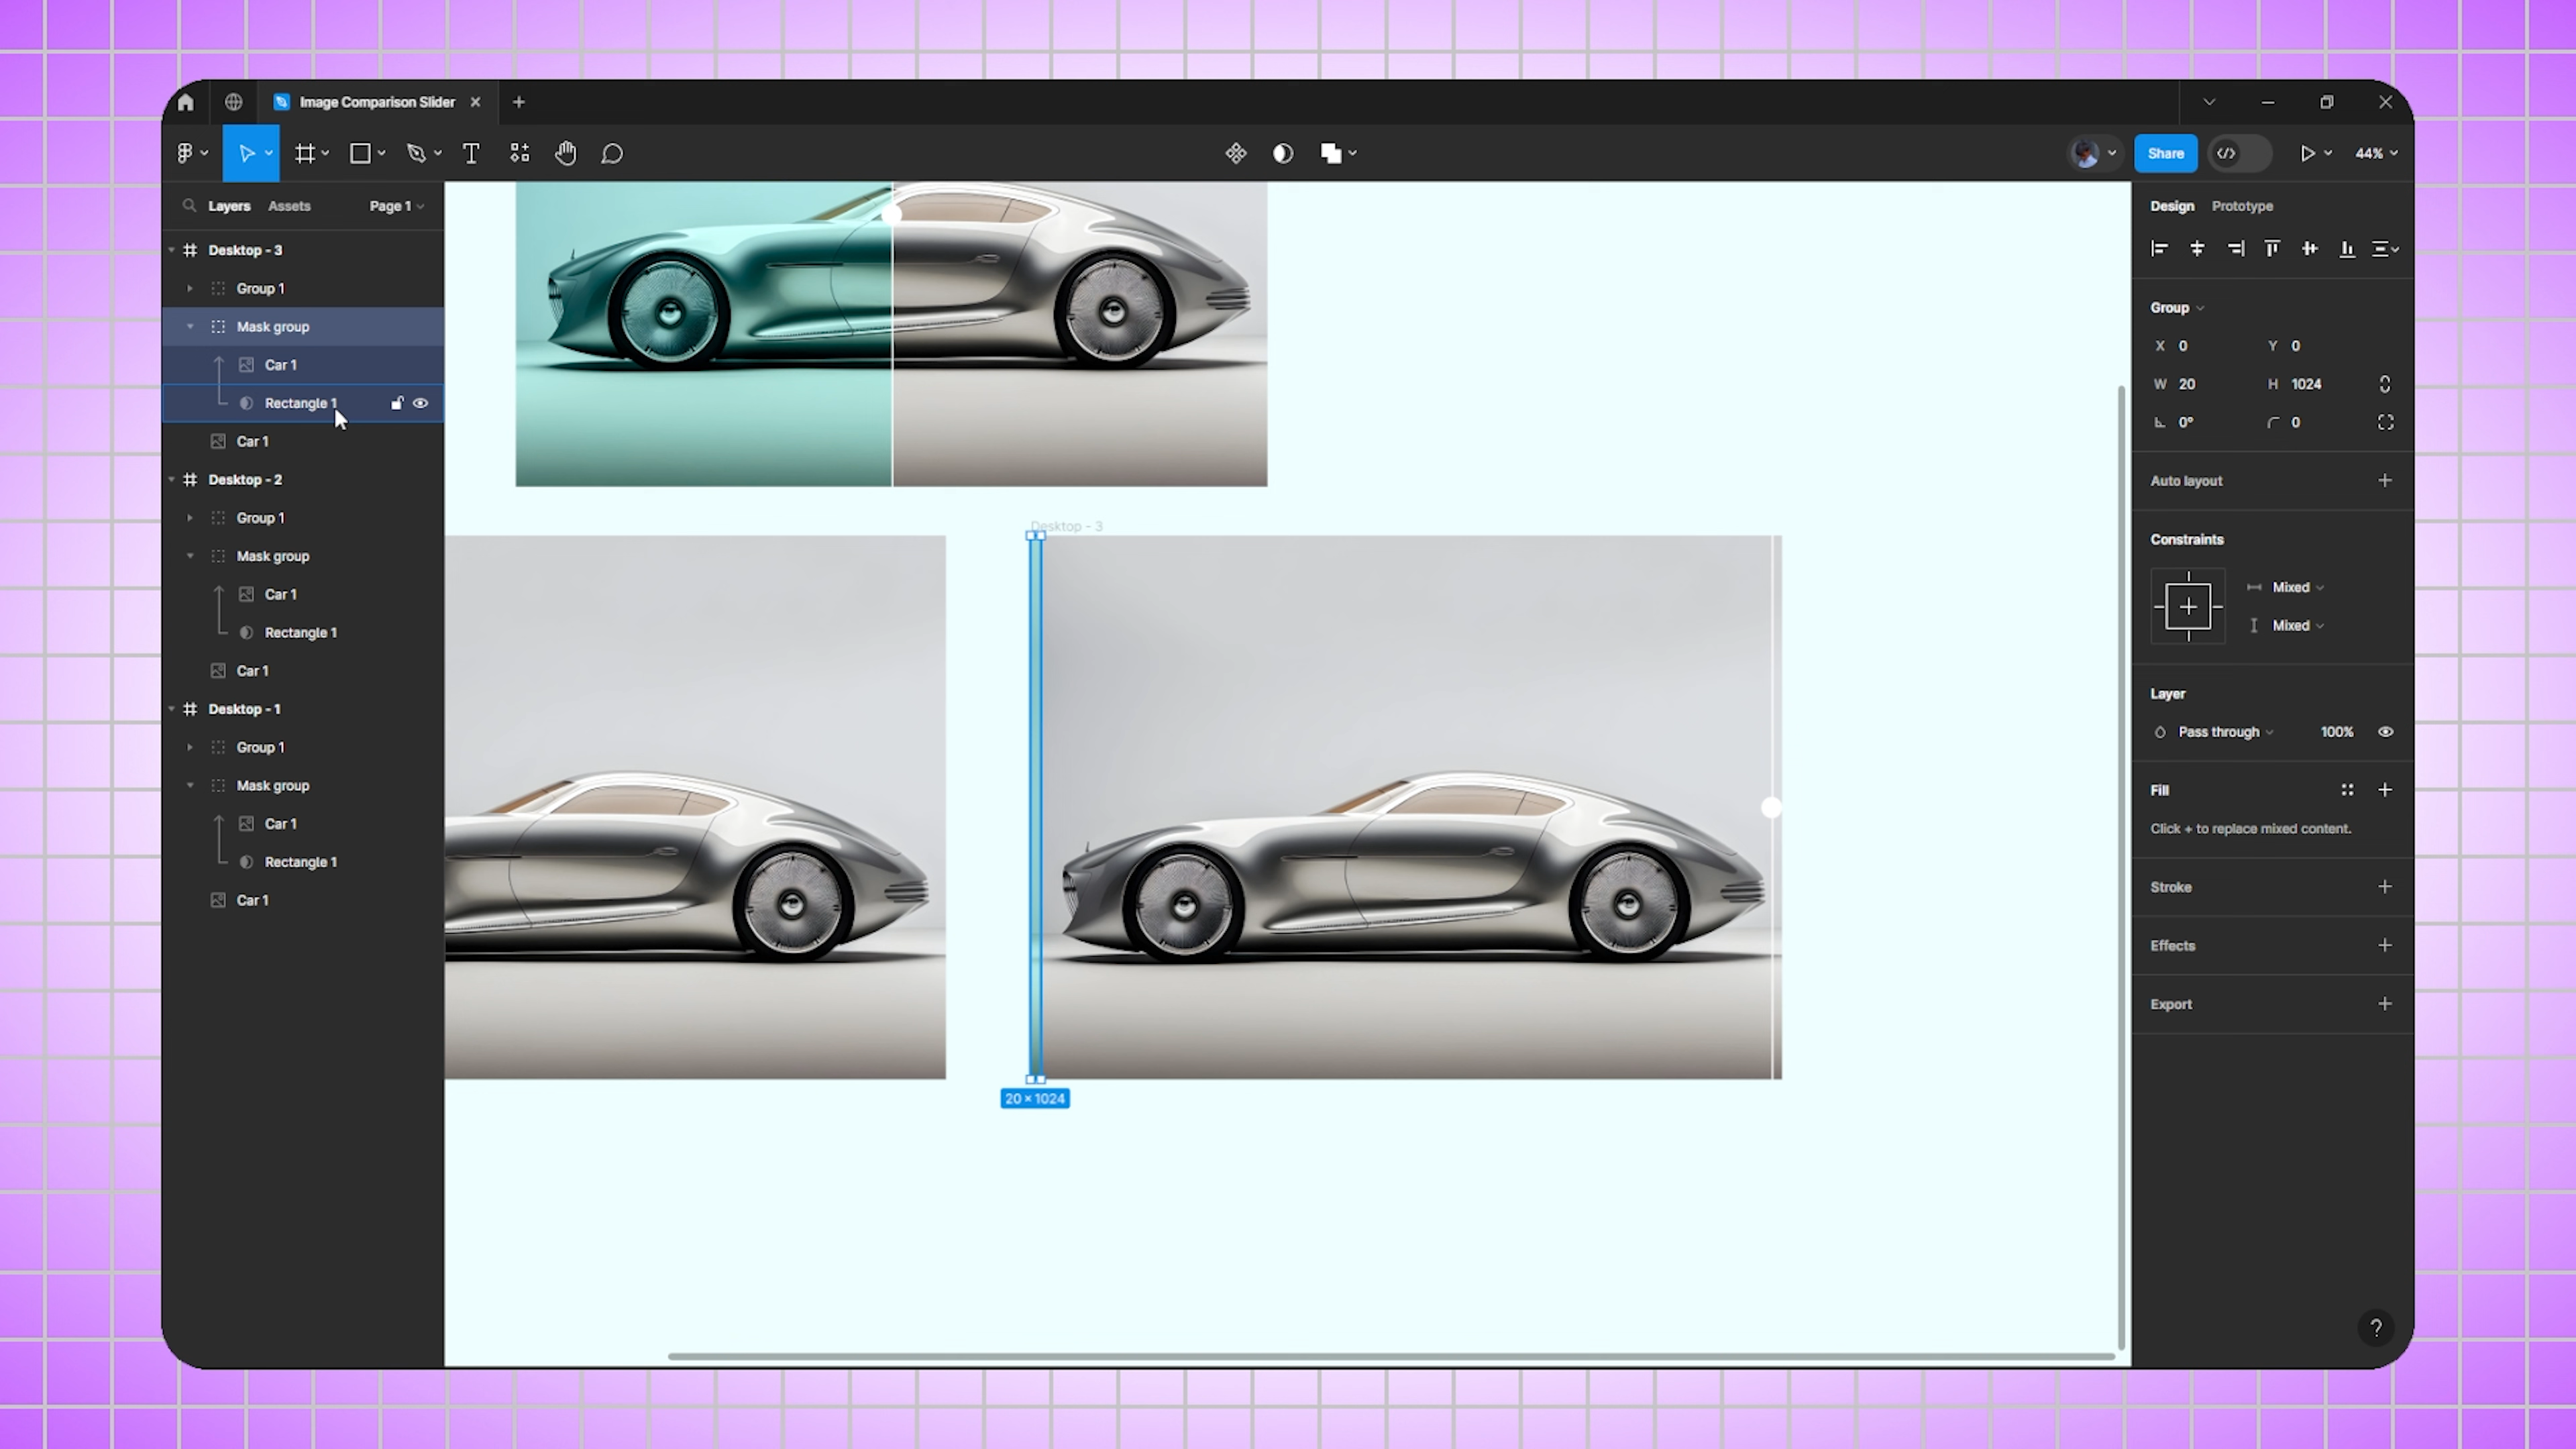 Image Comparison Slider
Share
44%
Layers
Assets
Page 1
Design
Prototype
Desktop - 3
Group 1
Mask group
Car 1
Rectangle 1
Car 1
Desktop - 2
Group 1
Mask group
Car 1
Rectangle 1
Car 1
Desktop - 1
Group 1
Mask group
Car 1
Rectangle 1
Car 1
Desktop - 3
20 × 1024
Group
X 0 Y 0
W 20 H 1024
0° 0
Auto layout
Constraints
Mixed
Mixed
Layer
Pass through 100%
Fill
Click + to replace mixed content.
Stroke
Effects
Export
?